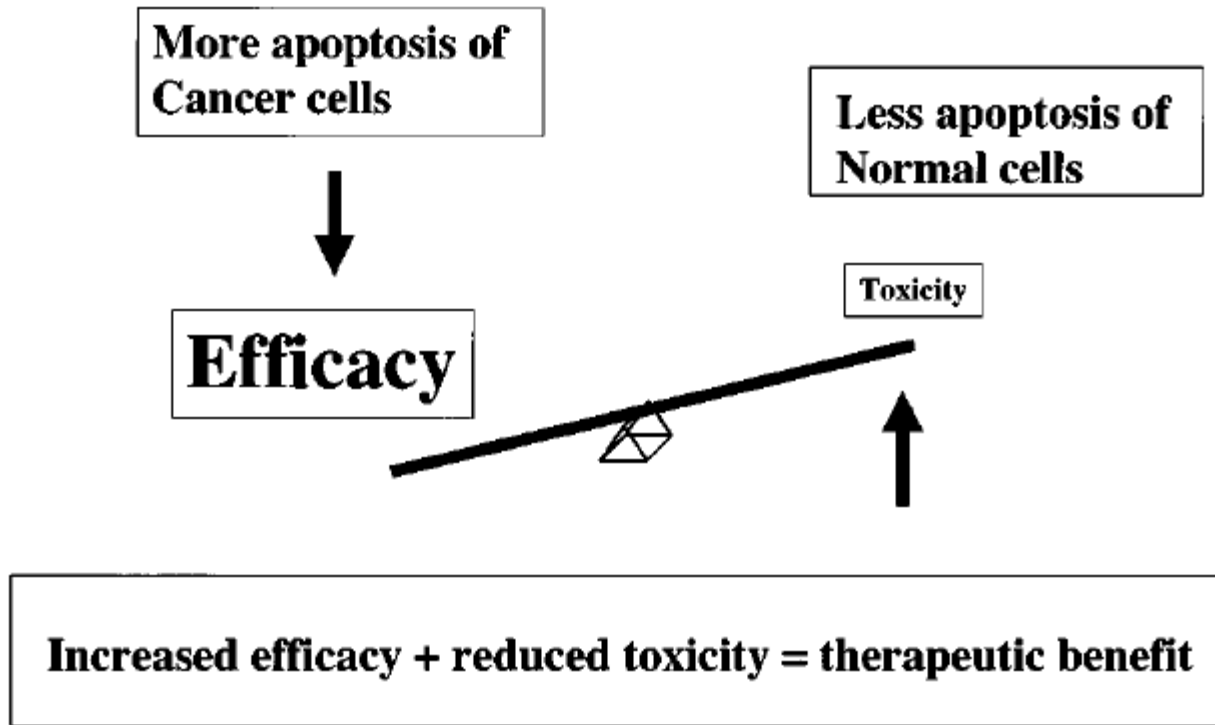 More apoptosis of
Cancer cells
Less apoptosis of
Normal cells
Toxicity
Efficacy
Increased efficacy + reduced toxicity = therapeutic benefit